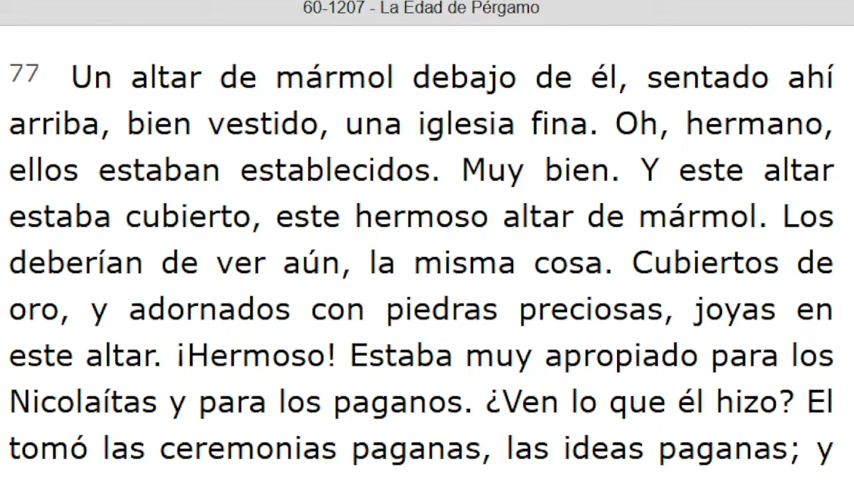 60-1207 - La Edad de Pérgamo
77 Un altar de mármol debajo de él, sentado ahí
arriba, bien vestido, una iglesia fina. Oh, hermano,
ellos estaban establecidos. Muy bien. Y este altar
estaba cubierto, este hermoso altar de mármol. Los
deberían de ver aún, la misma cosa. Cubiertos de
oro, y adornados con piedras preciosas, joyas en
este altar. ¡Hermoso! Estaba muy apropiado para los
Nicolaítas y para los paganos. ¿Ven lo que él hizo? El
tomó las ceremonias paganas, las ideas paganas; y